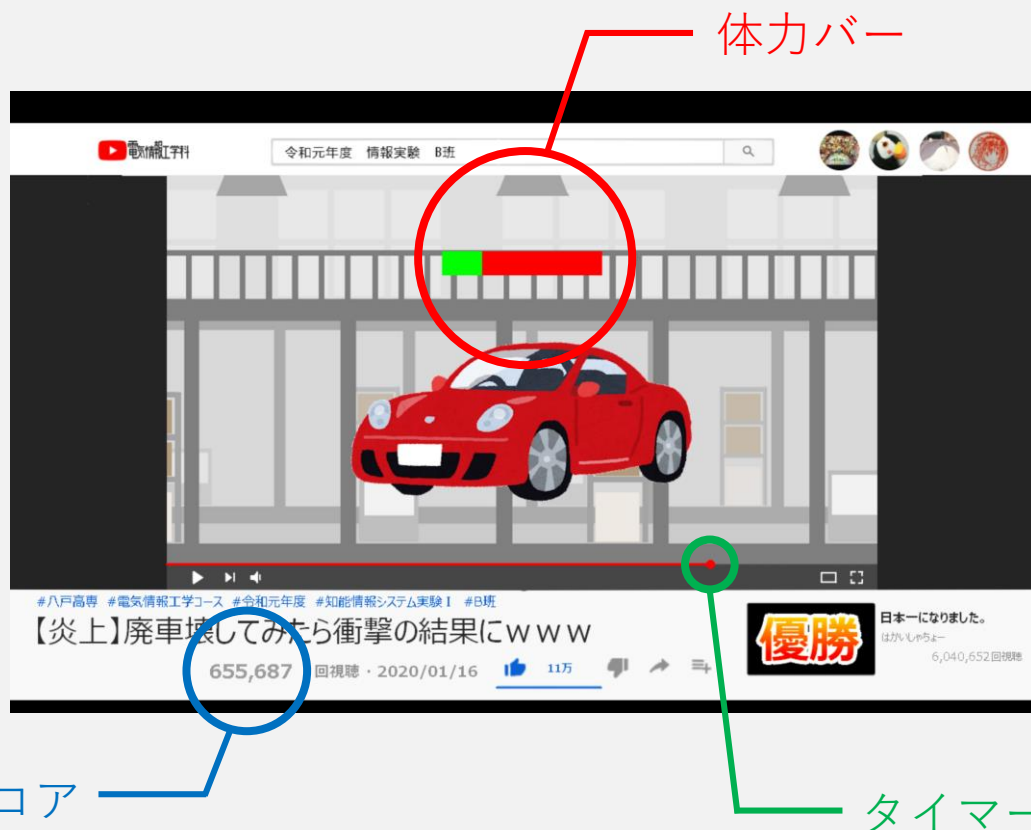 体力バー
電気情報工学科
令和元年度 情報実験 B班
#八戸高専 #電気情報工学コース #令和元年度 #知能情報システム実験Ⅰ #B班
【炎上】廃車壊してみたら衝撃の結果にｗｗｗ
655,687 回視聴・2020/01/16 11万
優勝
日本一になりました。
はかいしゃちょー
6,040,652回視聴
コア
タイマー